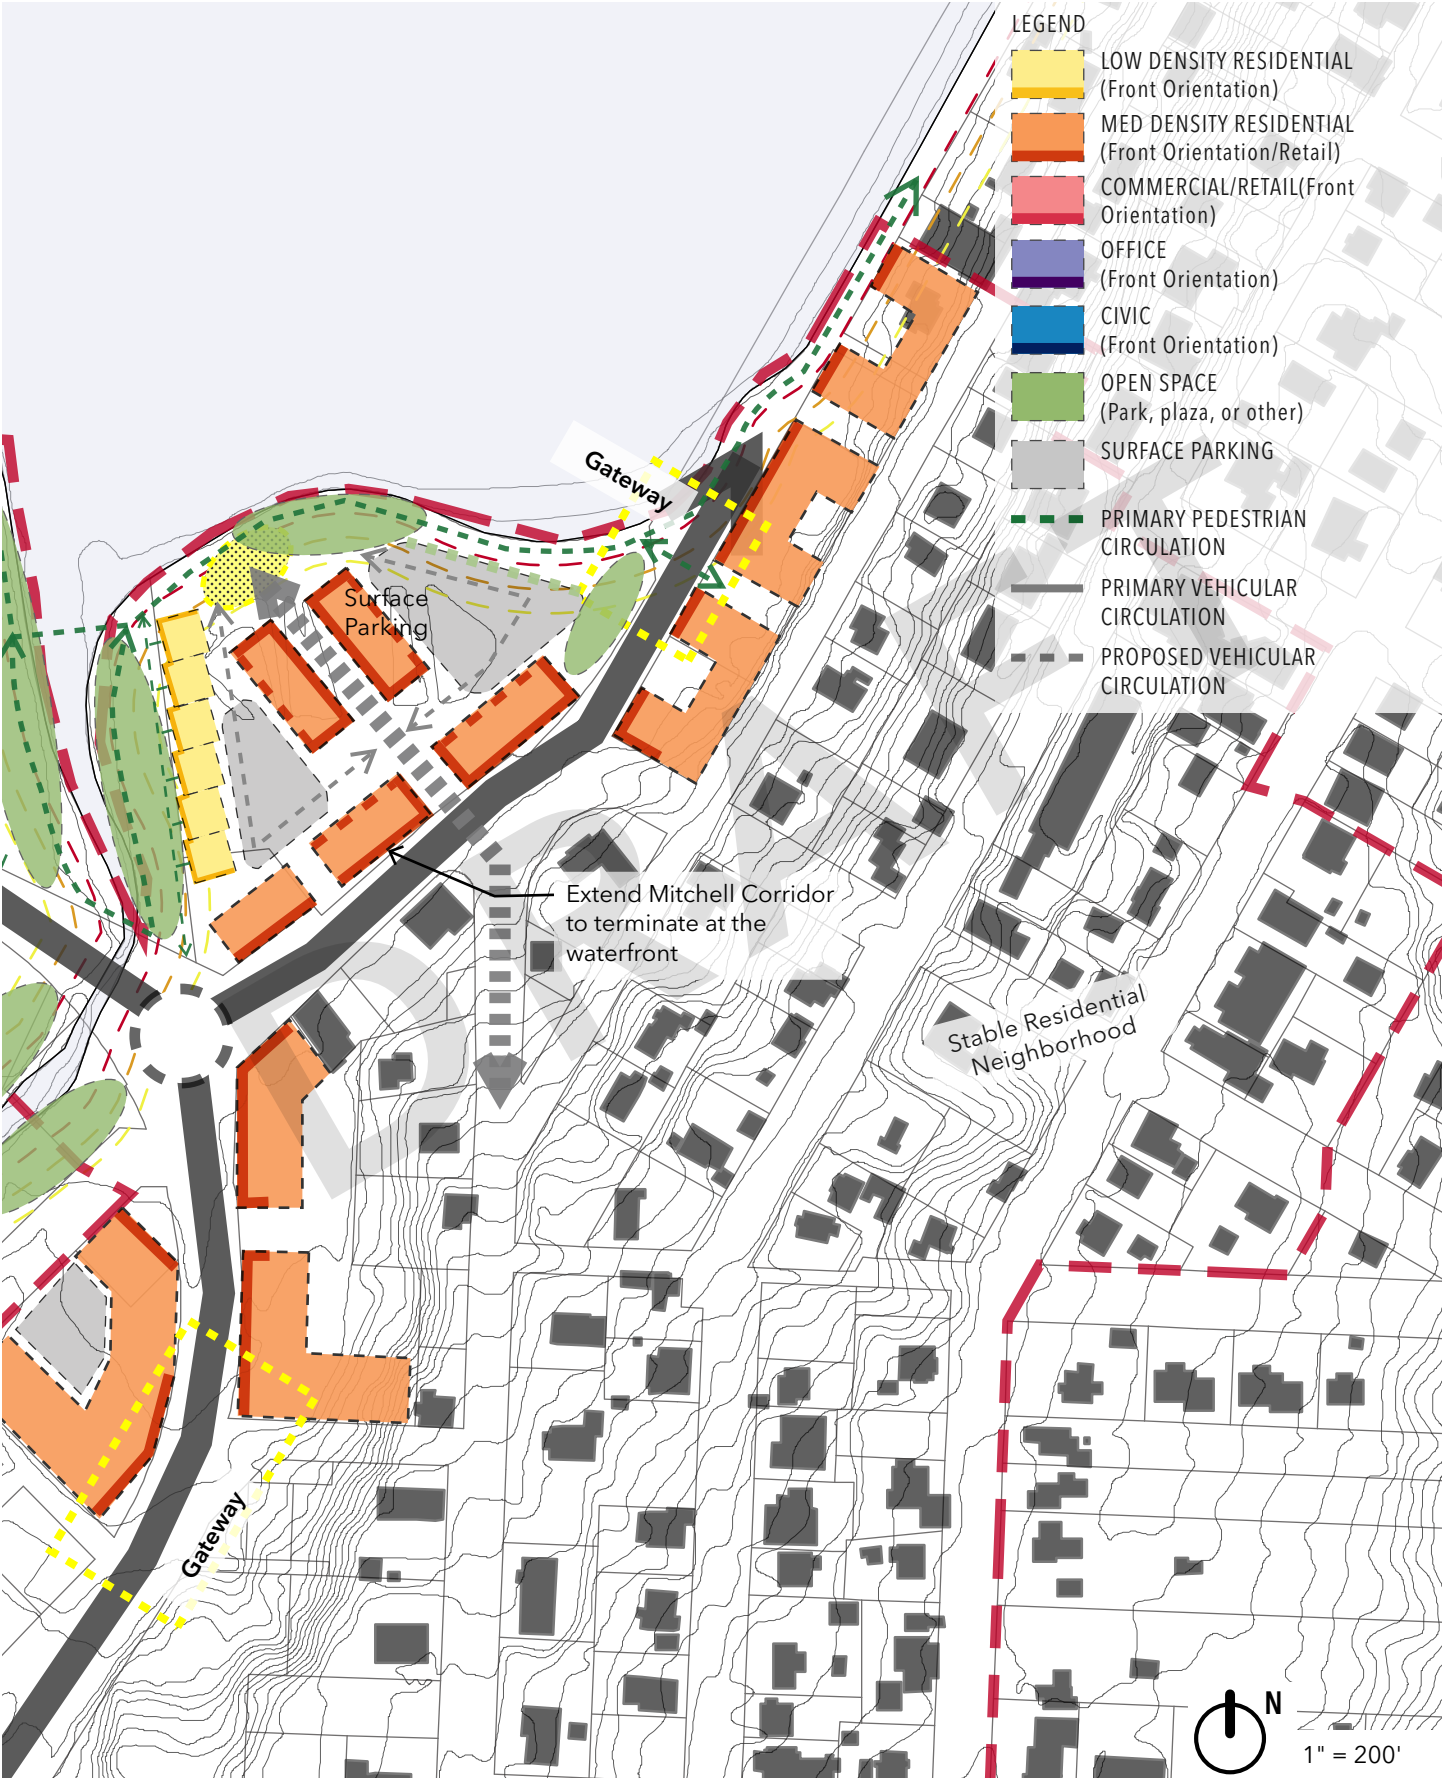 LEGEND
LOW DENSITY RESIDENTIAL
(Front Orientation)
MED DENSITY RESIDENTIAL
(Front Orientation/Retail)
COMMERCIAL/RETAIL(Front
Orientation)
OFFICE
(Front Orientation)
CIVIC
(Front Orientation)
OPEN SPACE
(Park, plaza, or other)
SURFACE PARKING
PRIMARY PEDESTRIAN
CIRCULATION
PRIMARY VEHICULAR
CIRCULATION
PROPOSED VEHICULAR
CIRCULATION
Gateway
Surface
Parking
Extend Mitchell Corridor
to terminate at the
waterfront
Stable Residential
Neighborhood
Gateway
DRAFT
N
1" = 200'